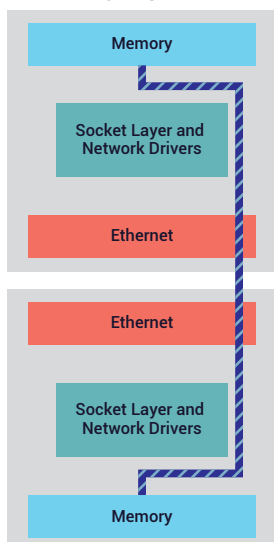 Memory
Socket Layer and
Network Drivers
Ethernet
Ethernet
Socket Layer and
Network Drivers
Memory